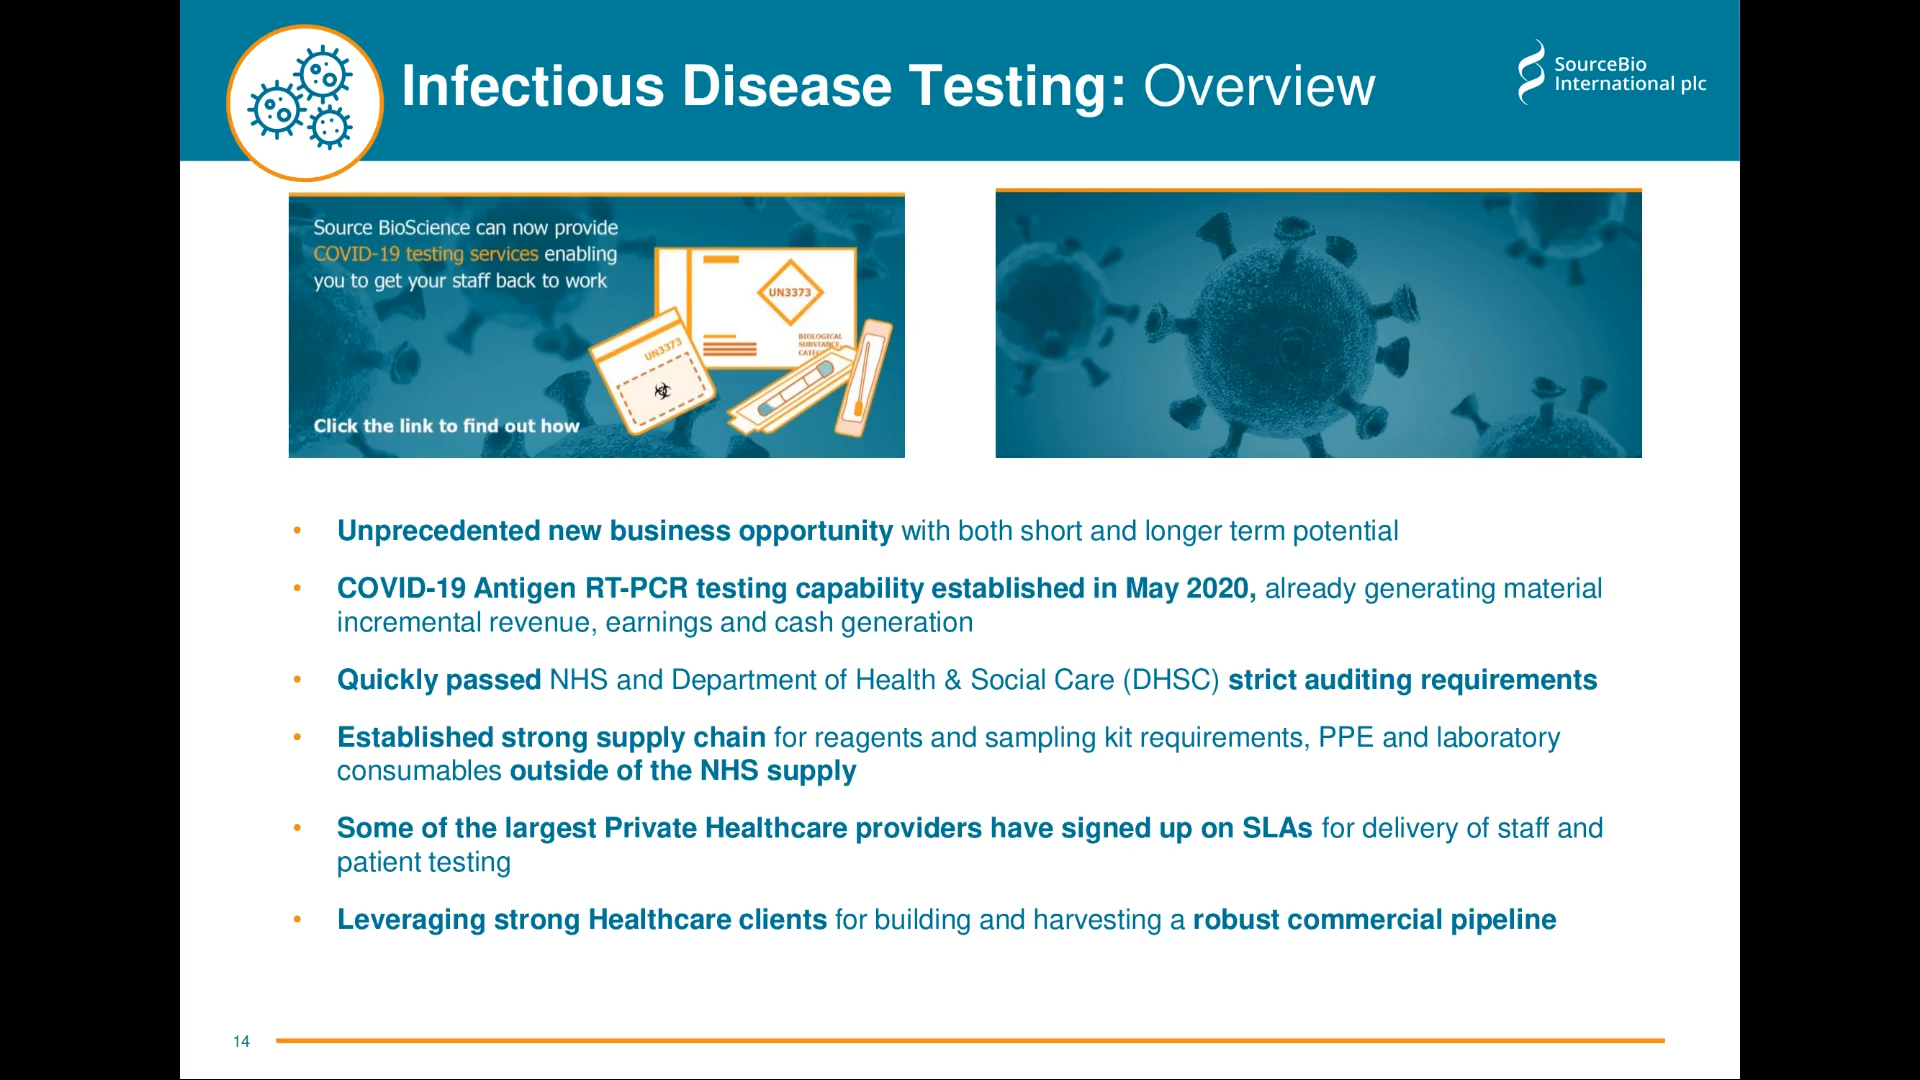 Infectious Disease Testing: Overview
SourceBio
International plc
Source BioScience can now provide
COVID-19 testing services enabling
you to get your staff back to work
Click the link to find out how
UN3373
BIOLOGICAL
SUBSTANCE
UN3373
• Unprecedented new business opportunity with both short and longer term potential
• COVID-19 Antigen RT-PCR testing capability established in May 2020, already generating material
incremental revenue, earnings and cash generation
• Quickly passed NHS and Department of Health & Social Care (DHSC) strict auditing requirements
• Established strong supply chain for reagents and sampling kit requirements, PPE and laboratory
consumables outside of the NHS supply
• Some of the largest Private Healthcare providers have signed up on SLAs for delivery of staff and
patient testing
• Leveraging strong Healthcare clients for building and harvesting a robust commercial pipeline
14